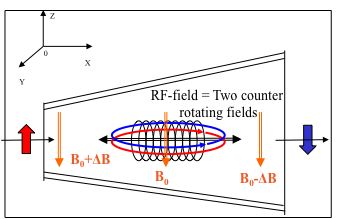 Z
0
X
Y
RF-field = Two counter
rotating fields
B₀+ΔB
B₀
B₀-ΔB